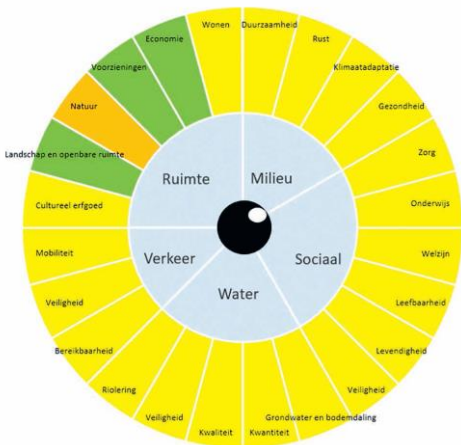 Wonen
Duurzaamheid
Rust
Klimaatadaptatie
Gezondheid
Zorg
Onderwijs
Welzijn
Leefbaarheid
Levendigheid
Veiligheid
Grondwater en bodemdaling
Kwantiteit
Kwaliteit
Veiligheid
Riolering
Bereikbaarheid
Veiligheid
Mobiliteit
Cultureel erfgoed
Landschap en openbare ruimte
Natuur
Voorzieningen
Economie
Ruimte
Milieu
Sociaal
Water
Verkeer